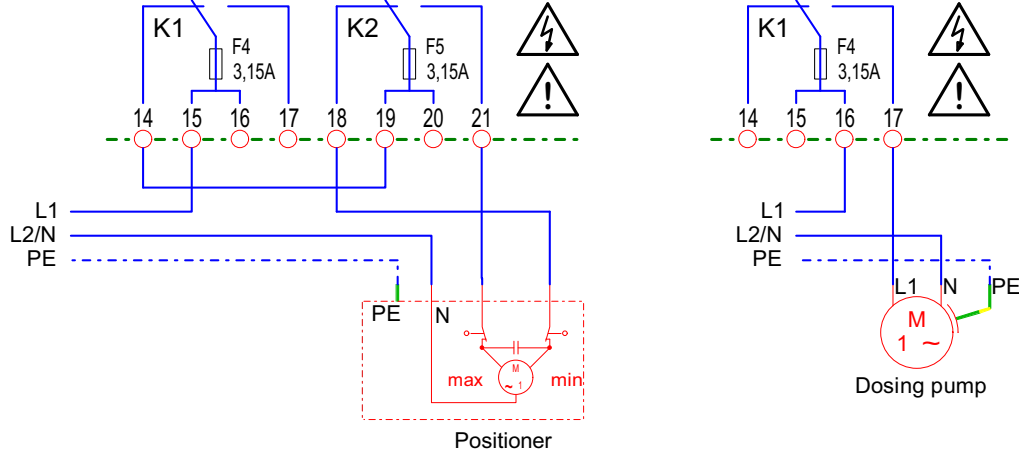 K1
F4
3,15A
K2
F5
3,15A
14 15 16 17 18 19 20 21
L1
L2/N
PE
PE
N
M
~ 1
max
min
Positioner
K1
F4
3,15A
!
!
14 15 16 17
L1
L2/N
PE
L1
N
PE
M
1 ~
Dosing pump